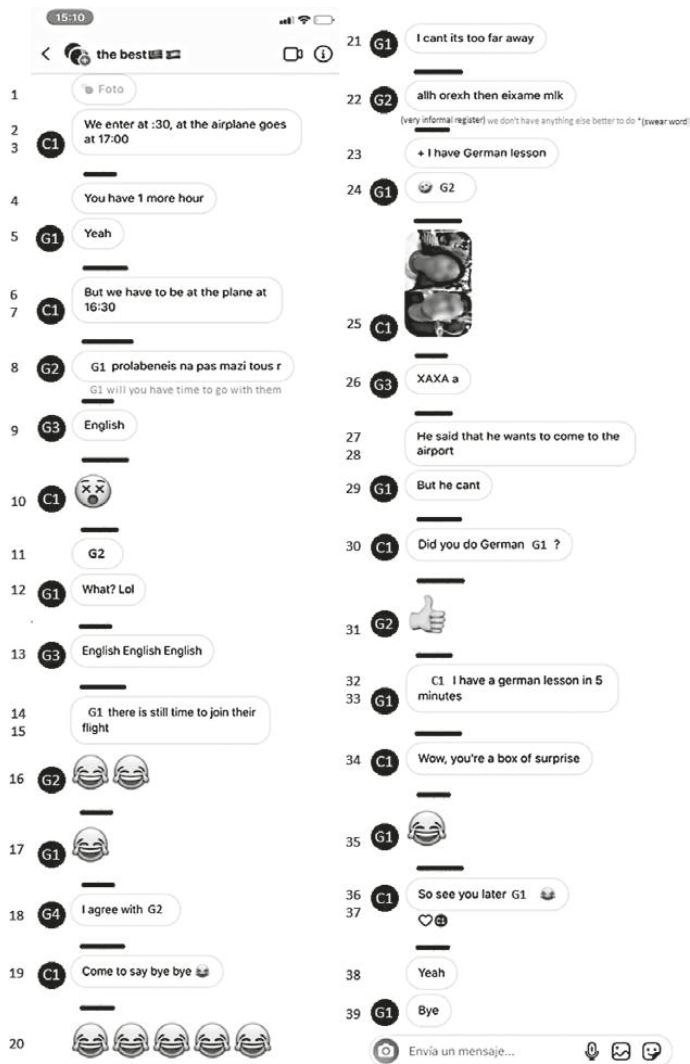 15:10
the best
1
Foto
2
We enter at :30, at the airplane goes
3
C1
at 17:00
4
You have 1 more hour
5
G1
Yeah
6
But we have to be at the plane at
7
C1
16:30
8
G2
G1 prolabeneis na pas mazi tous r
G1 will you have time to go with them
9
G3
English
10
C1
11
G2
12
G1
What? Lol
13
G3
English English English
14
G1 there is still time to join their
15
flight
16
G2
17
G1
18
G4
I agree with G2
19
C1
Come to say bye bye
20
21
G1
I cant its too far away
22
G2
allh orexh then eixame mlk
(very informal register) we don't have anything else better to do *(swear word)
23
+ I have German lesson
24
G1
G2
25
C1
26
G3
XAXA a
27
He said that he wants to come to the
28
airport
29
G1
But he cant
30
C1
Did you do German G1 ?
31
G2
32
C1 I have a german lesson in 5
33
G1
minutes
34
C1
Wow, you're a box of surprise
35
G1
36
C1
So see you later G1
37
38
Yeah
39
G1
Bye
Envía un mensaje...